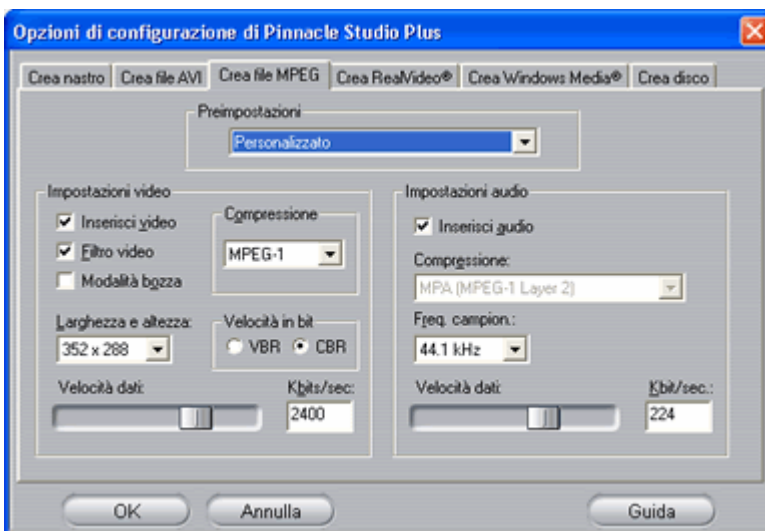 Opzioni di configurazione di Pinnacle Studio Plus
Crea nastro Crea file AVI Crea file MPEG Crea RealVideo® Crea Windows Media® Crea disco
Preimpostazioni
Personalizzato
Impostazioni video
Inserisci video
Filtro video
Modalità bozza
Compressione
MPEG-1
Larghezza e altezza:
352 x 288
Velocità in bit
VBR CBR
Velocità dati:
Kbits/sec:
2400
Impostazioni audio
Inserisci audio
Compressione:
MPA (MPEG-1 Layer 2)
Freq. campion.:
44.1 kHz
Velocità dati:
Kbit/sec.:
224
OK Annulla Guida